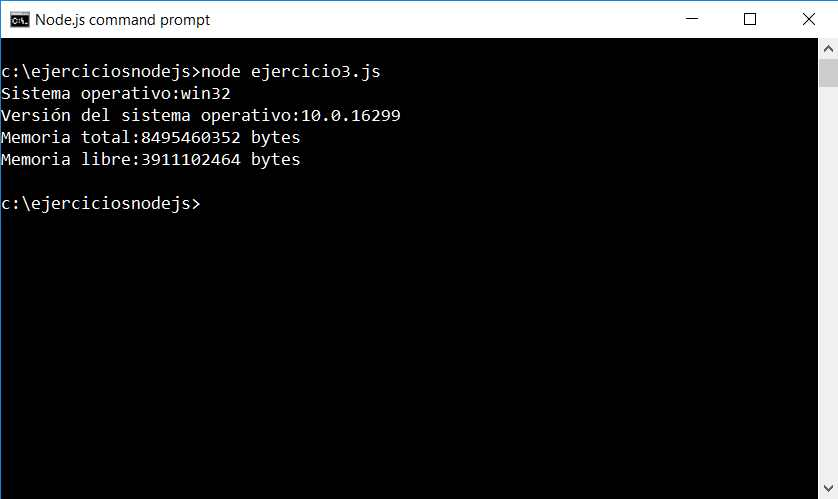 Node.js command prompt
c:\ejerciciosnodejs>node ejercicio3.js
Sistema operativo:win32
Versión del sistema operativo:10.0.16299
Memoria total:8495460352 bytes
Memoria libre:3911102464 bytes
c:\ejerciciosnodejs>